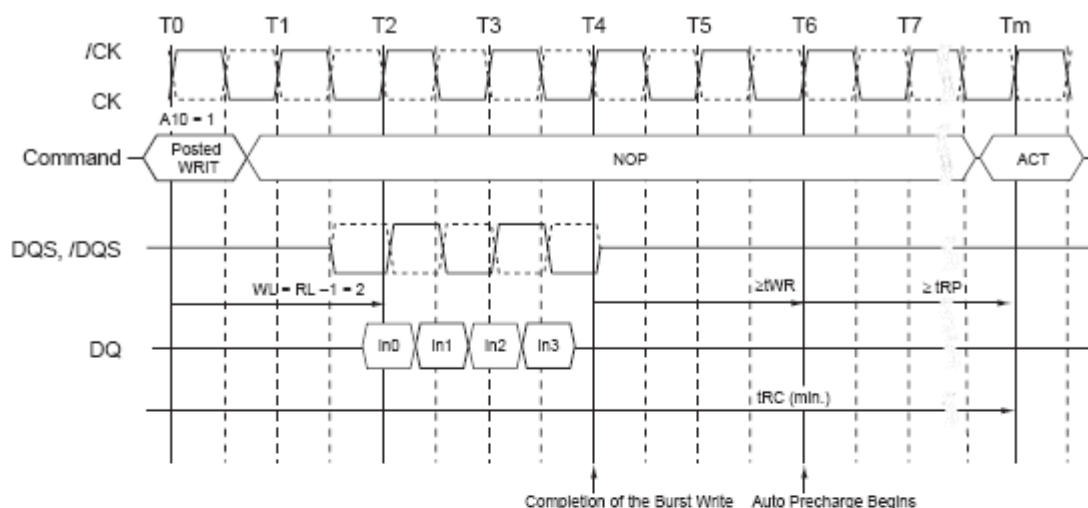 T0 T1 T2 T3 T4 T5 T6 T7 Tm
/CK
CK
A10 = 1
Command
Posted
WRIT
NOP
ACT
DQS, /DQS
WL = RL –1 = 2
≥tWR
≥ tRP
DQ
In0 In1 In2 In3
tRC (min.)
Completion of the Burst Write
Auto Precharge Begins